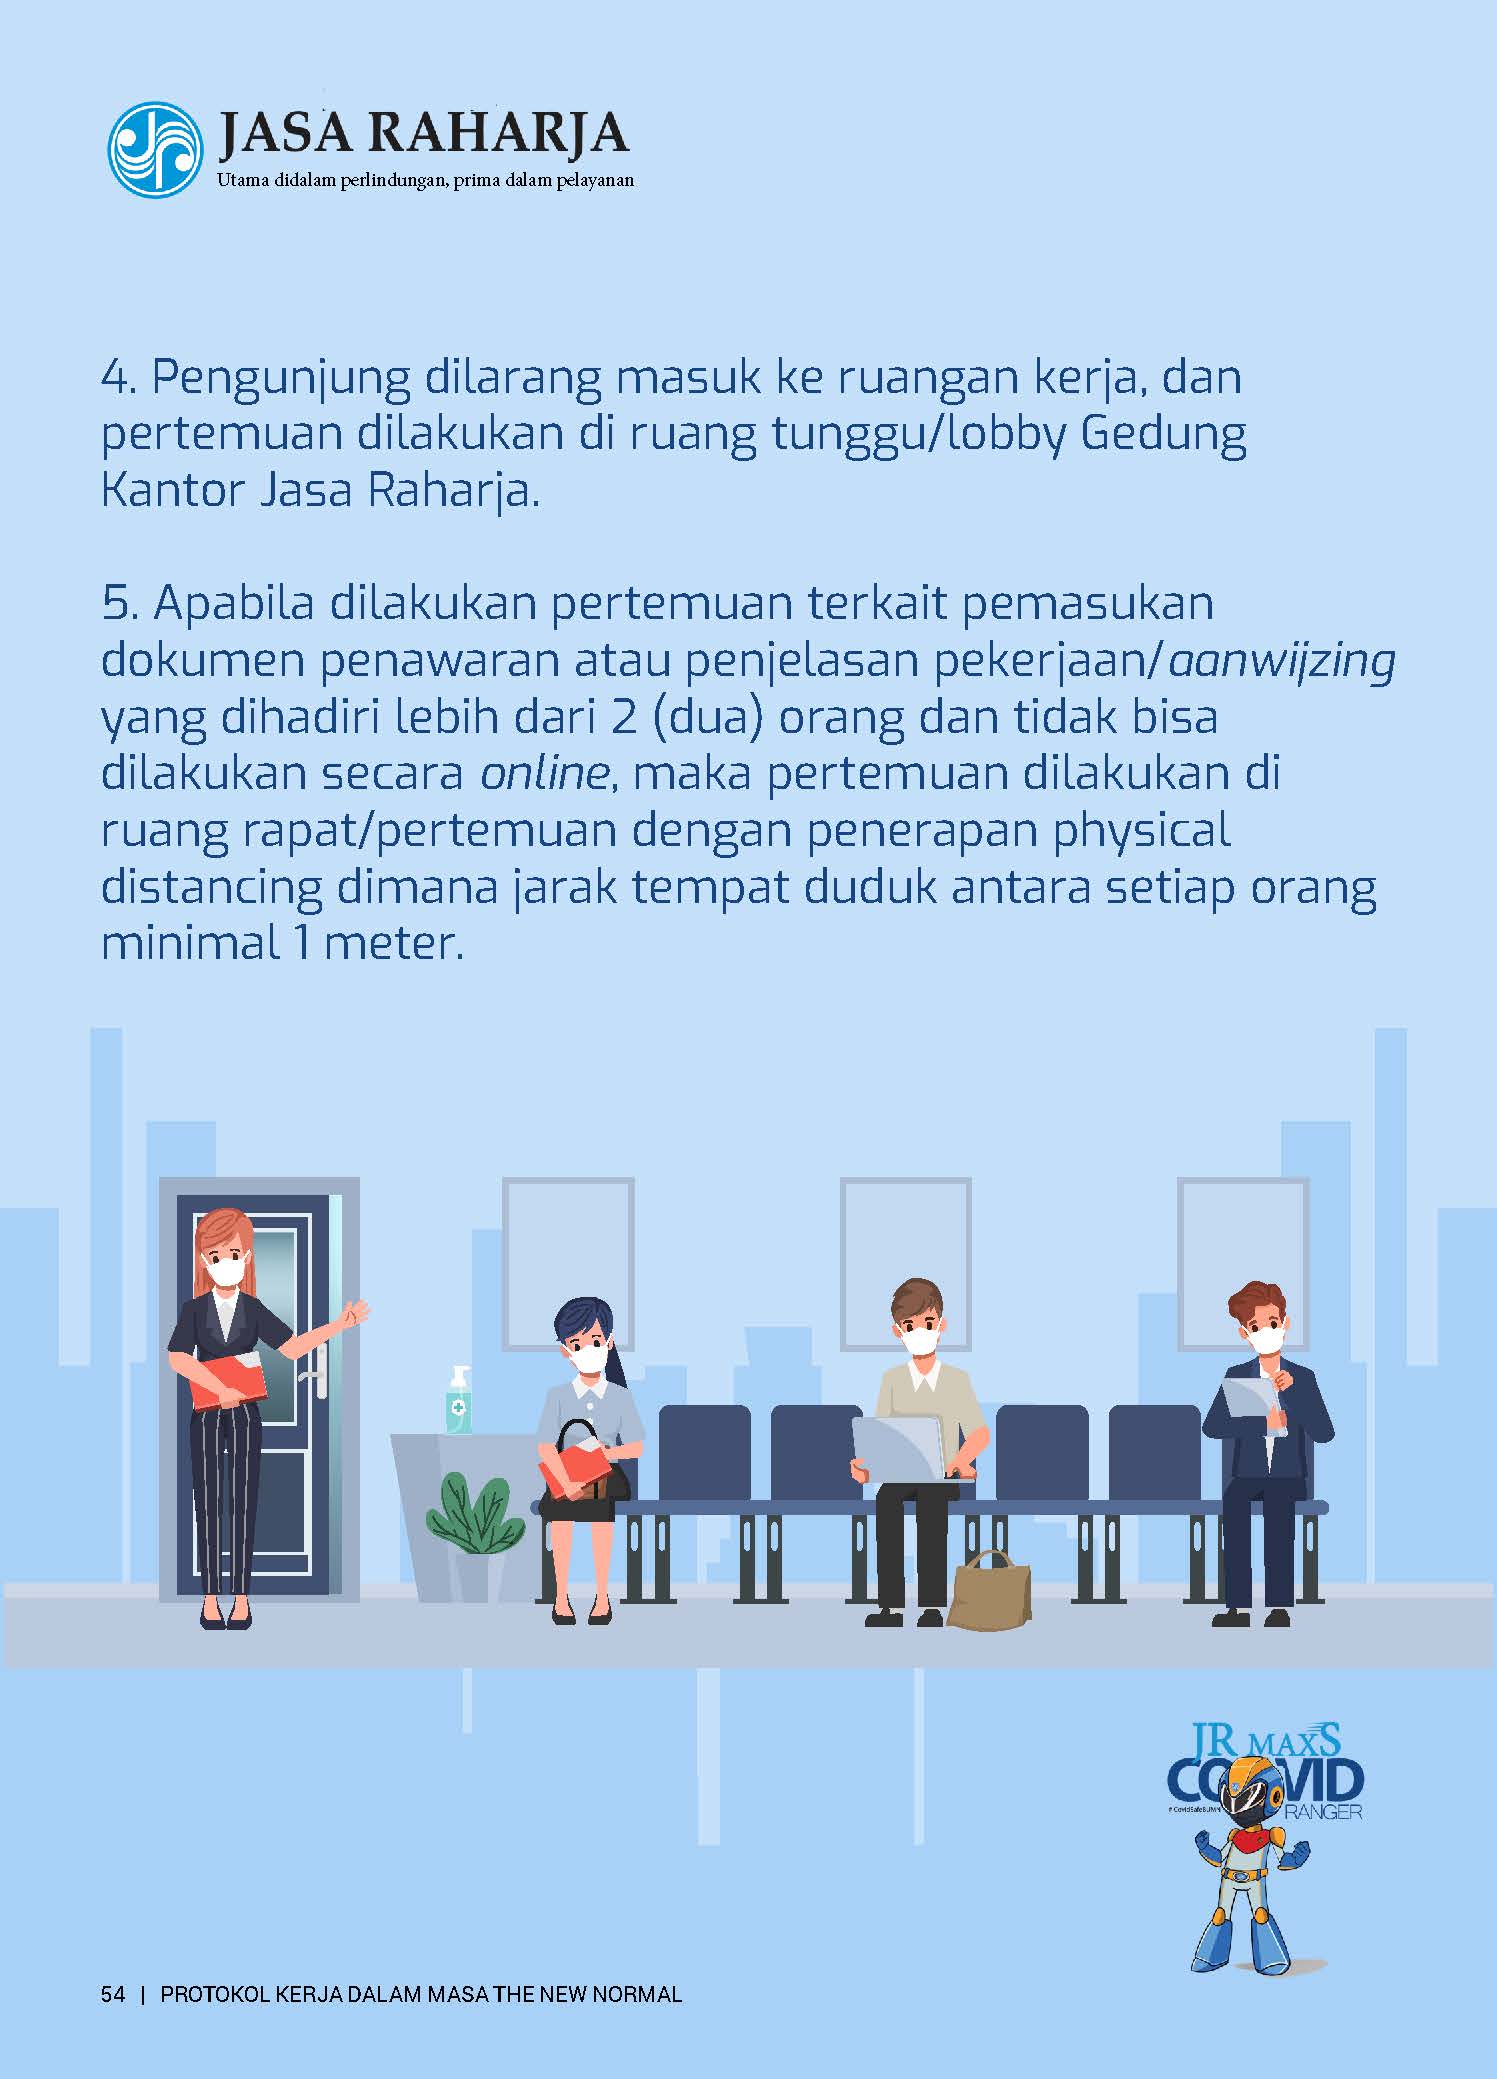 JASA RAHARJA
Utama didalam perlindungan, prima dalam pelayanan
4. Pengunjung dilarang masuk ke ruangan kerja, dan
pertemuan dilakukan di ruang tunggu/lobby Gedung
Kantor Jasa Raharja.
5. Apabila dilakukan pertemuan terkait pemasukan
dokumen penawaran atau penjelasan pekerjaan/aanwijzing
yang dihadiri lebih dari 2 (dua) orang dan tidak bisa
dilakukan secara online, maka pertemuan dilakukan di
ruang rapat/pertemuan dengan penerapan physical
distancing dimana jarak tempat duduk antara setiap orang
minimal 1 meter.
JR MAXS
COVID
#CovidSafeBUMN
RANGER
54 | PROTOKOL KERJA DALAM MASA THE NEW NORMAL